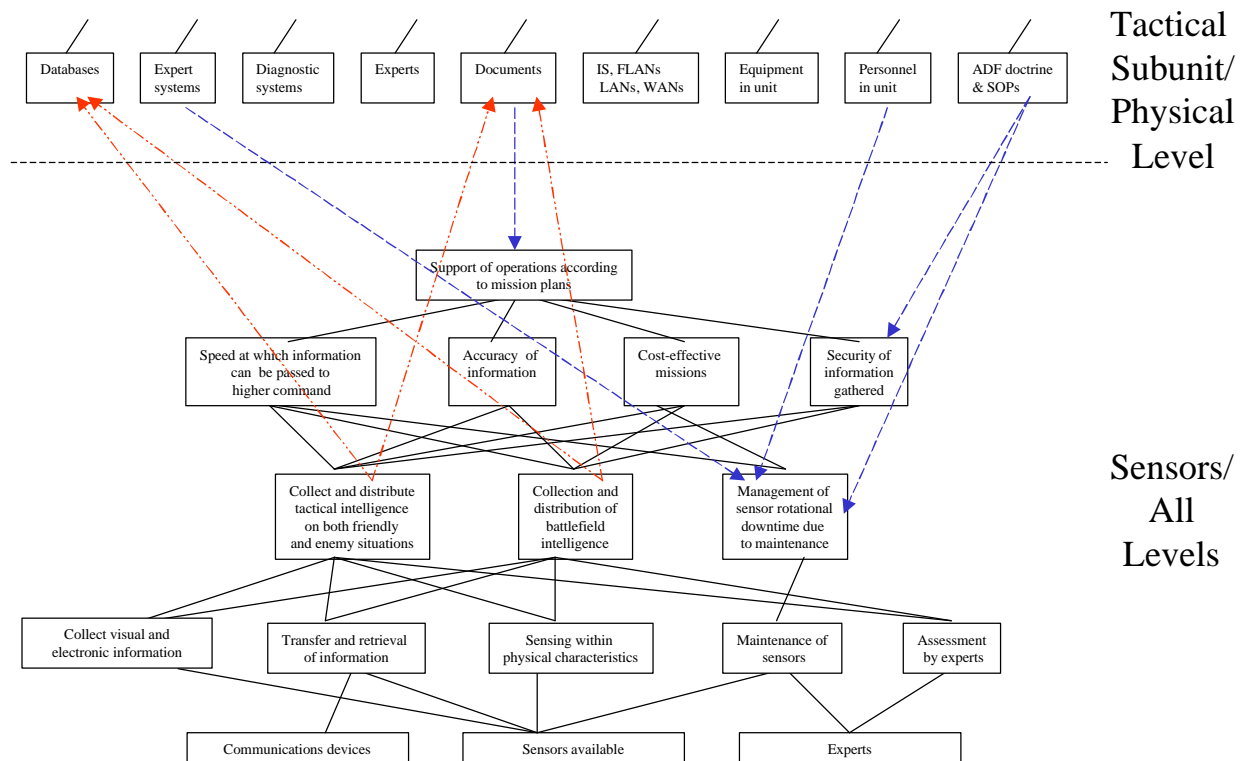 Tactical
Subunit/
Physical
Level
Databases
Expert
systems
Diagnostic
systems
Experts
Documents
IS, FLANs
LANs, WANs
Equipment
in unit
Personnel
in unit
ADF doctrine
& SOPs
Support of operations according
to mission plans
Speed at which information
can be passed to
higher command
Accuracy of
information
Cost-effective
missions
Security of
information
gathered
Sensors/
All
Levels
Collect and distribute
tactical intelligence
on both friendly
and enemy situations
Collection and
distribution of
battlefield
intelligence
Management of
sensor rotational
downtime due
to maintenance
Collect visual and
electronic information
Transfer and retrieval
of information
Sensing within
physical characteristics
Maintenance of
sensors
Assessment
by experts
Communications devices
Sensors available
Experts